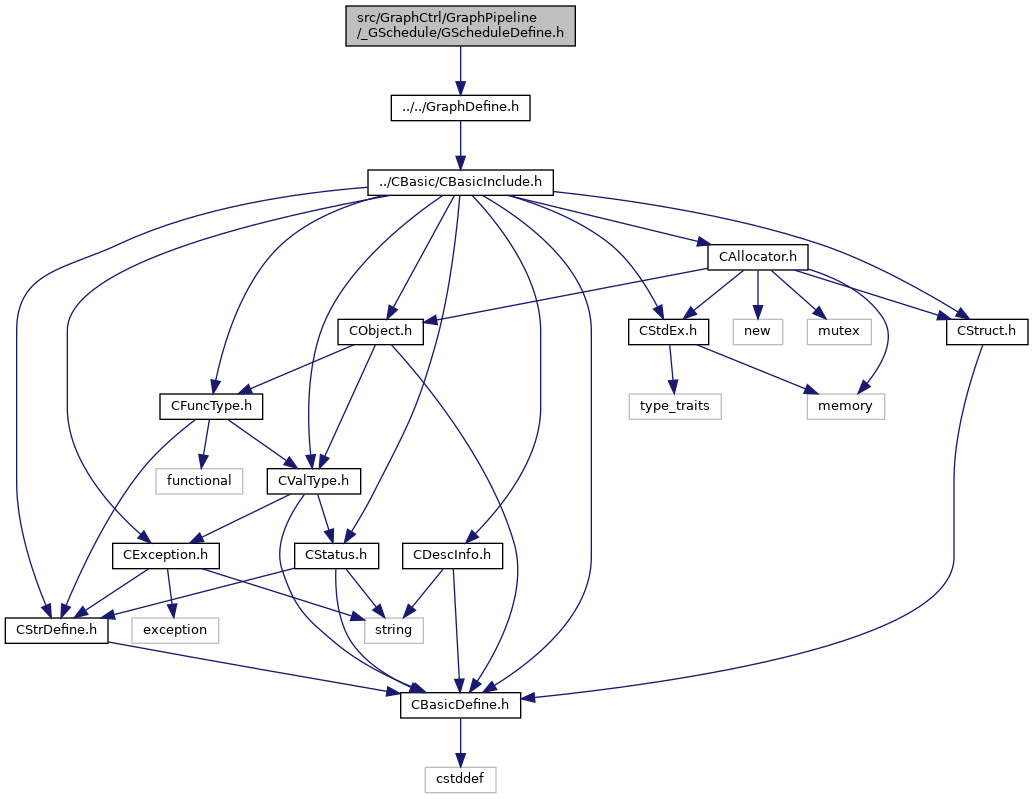 src/GraphCtrl/GraphPipeline
/_GSchedule/GScheduleDefine.h
../../GraphDefine.h
../CBasic/CBasicInclude.h
CAllocator.h
CObject.h
CStdEx.h
new
mutex
CStruct.h
CFuncType.h
type_traits
memory
functional
CValType.h
CException.h
CStatus.h
CDescInfo.h
CStrDefine.h
exception
string
CBasicDefine.h
cstddef